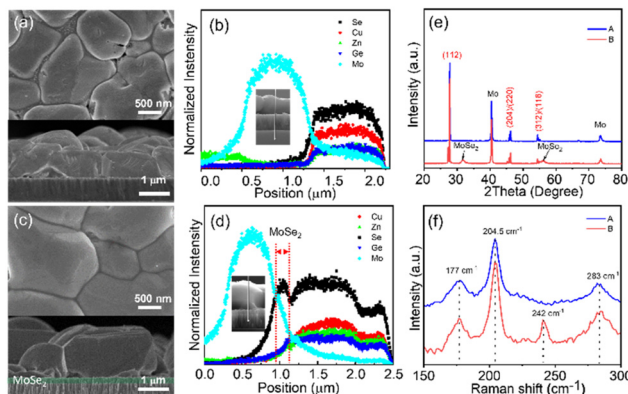 (a)
500 nm
1 μm
(b)
Normalized Instensity
Se
Cu
Zn
Ge
Mo
0.0 0.5 1.0 1.5 2.0
Position (μm)
(c)
500 nm
MoSe2
1 μm
(d)
Normalized Instensity
MoSe2
Cu
Zn
Se
Ge
Mo
0.0 0.5 1.0 1.5 2.0 2.5
Position (μm)
(e)
Intensity (a.u.)
A
B
(112)
Mo
(204)/(220)
(312)/(116)
Mo
MoSe2
MoSe2
20 30 40 50 60 70 80
2Theta (Degree)
(f)
Intensity (a.u.)
A
B
204.5 cm-1
177 cm-1
283 cm-1
242 cm-1
150 200 250 300
Raman shift (cm-1)